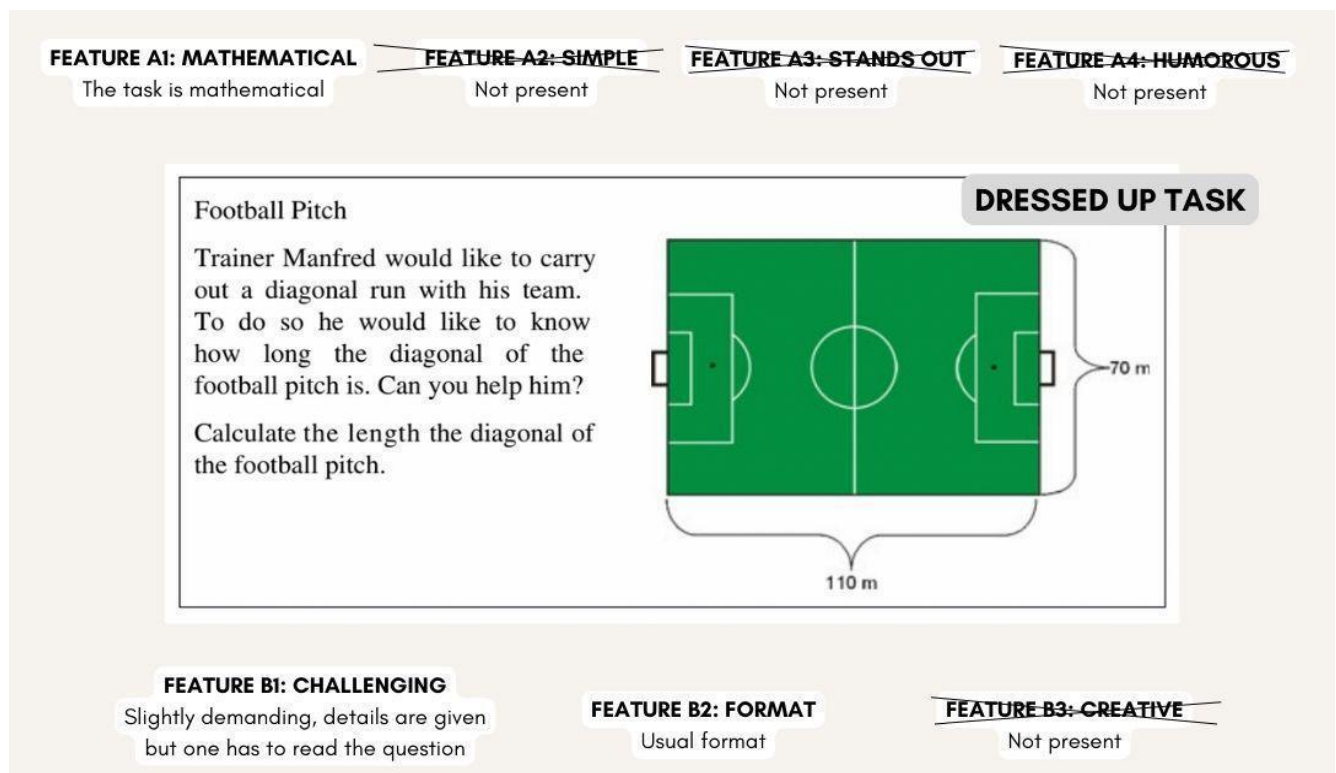 FEATURE A1: MATHEMATICAL
The task is mathematical
FEATURE A2: SIMPLE
Not present
FEATURE A3: STANDS OUT
Not present
FEATURE A4: HUMOROUS
Not present
DRESSED UP TASK
Football Pitch
Trainer Manfred would like to carry
out a diagonal run with his team.
To do so he would like to know
how long the diagonal of the
football pitch is. Can you help him?
Calculate the length the diagonal of
the football pitch.
70 m
110 m
FEATURE B1: CHALLENGING
Slightly demanding, details are given
but one has to read the question
FEATURE B2: FORMAT
Usual format
FEATURE B3: CREATIVE
Not present